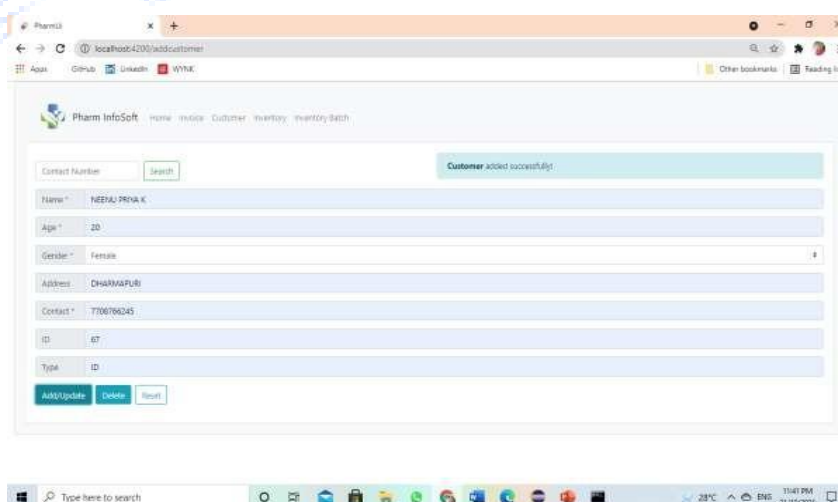 PharmUi
localhost:4200/addcustomer
Apps GitHub LinkedIn WYNK Other bookmarks Reading li
Pharm InfoSoft Home Invoice Customer Inventory Inventory Batch
Contact Number Search
Customer added successfully!
Name * NEENU PRIYA K
Age * 20
Gender * Female
Address DHARMAPURI
Contact * 7708766245
ID 67
Type ID
Add/Update Delete Reset
Type here to search 28°C ENG 11:41 PM